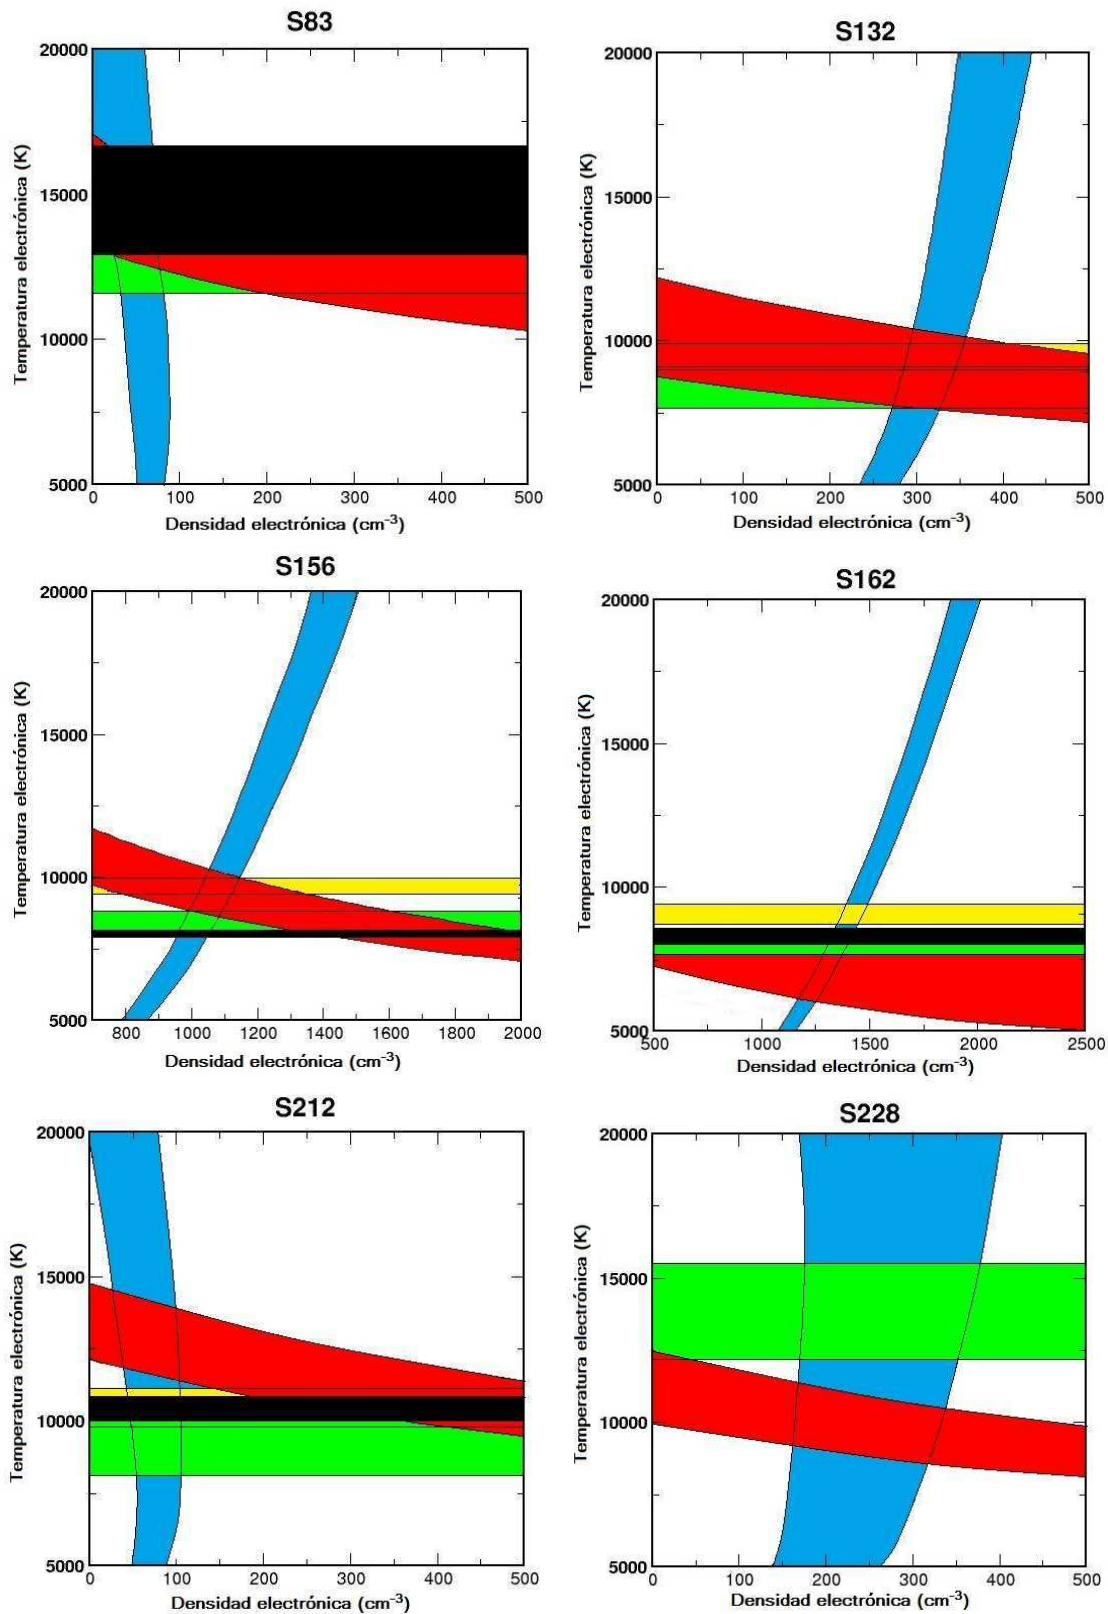 S83
20000
15000
10000
5000
Temperatura electrónica (K)
0 100 200 300 400 500
Densidad electrónica (cm-3)
S132
20000
15000
10000
5000
Temperatura electrónica (K)
0 100 200 300 400 500
Densidad electrónica (cm-3)
S156
20000
15000
10000
5000
Temperatura electrónica (K)
800 1000 1200 1400 1600 1800 2000
Densidad electrónica (cm-3)
S162
20000
15000
10000
5000
Temperatura electrónica (K)
500 1000 1500 2000 2500
Densidad electrónica (cm-3)
S212
20000
15000
10000
5000
Temperatura electrónica (K)
0 100 200 300 400 500
Densidad electrónica (cm-3)
S228
20000
15000
10000
5000
Temperatura electrónica (K)
0 100 200 300 400 500
Densidad electrónica (cm-3)